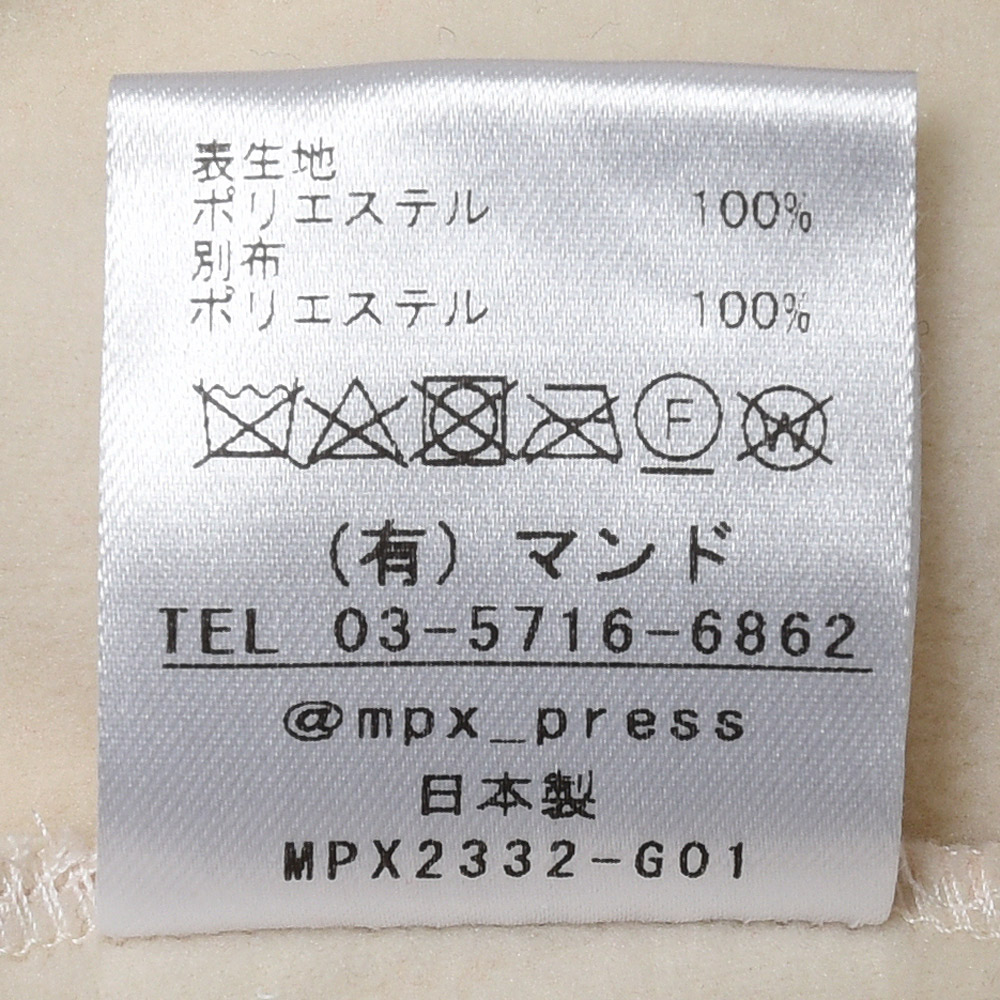 表生地
ポリエステル 100%
別布
ポリエステル 100%
F W
(有) マンド
TEL 03-5716-6862
@mpx_press
日本製
MPX2332-G01